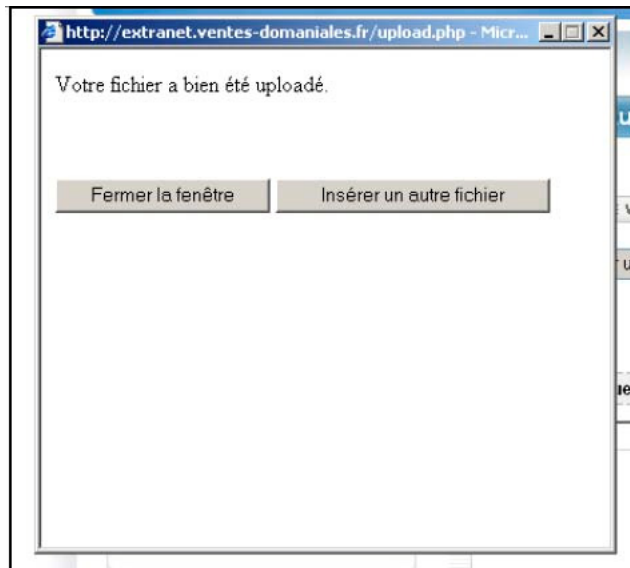 http://extranet.ventes-domaniales.fr/upload.php - Micr...
Votre fichier a bien été uploadé.
Fermer la fenêtre
Insérer un autre fichier